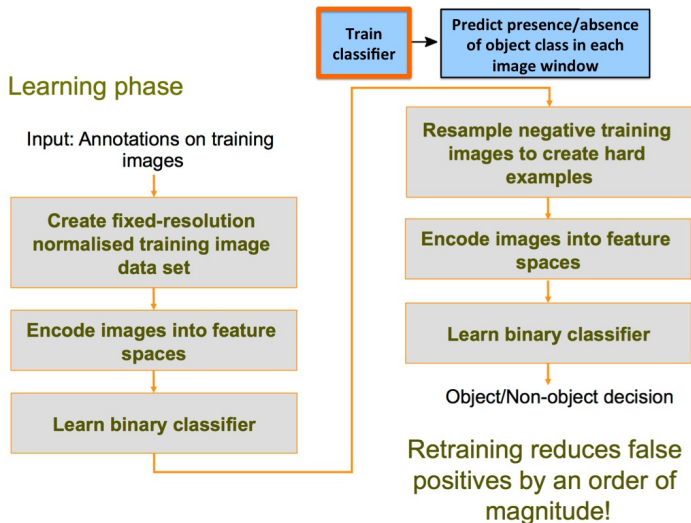 Train
classifier
Predict presence/absence
of object class in each
image window
Learning phase
Input: Annotations on training
images
Create fixed-resolution
normalised training image
data set
Encode images into feature
spaces
Learn binary classifier
Resample negative training
images to create hard
examples
Encode images into feature
spaces
Learn binary classifier
Object/Non-object decision
Retraining reduces false
positives by an order of
magnitude!